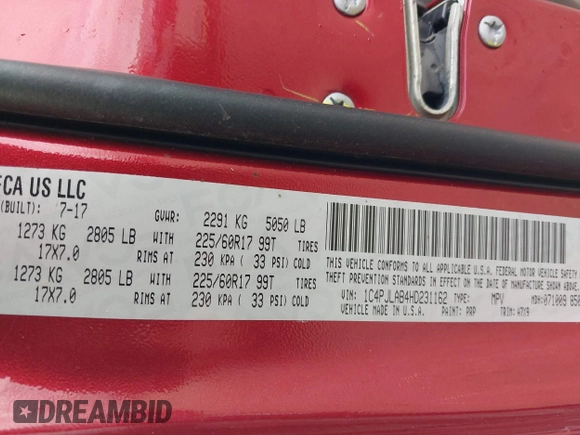 FCA US LLC
(BUILT): 7-17 GVWR: 2291 KG 5050 LB
1273 KG 2805 LB WITH 225/60R17 99T TIRES
17X7.0 RIMS AT 230 KPA ( 33 PSI) COLD
1273 KG 2805 LB WITH 225/60R17 99T TIRES
17X7.0 RIMS AT 230 KPA ( 33 PSI) COLD
THIS VEHICLE CONFORMS TO ALL APPLICABLE U.S.A. FEDERAL MOTOR VEHICLE
THEFT PREVENTION STANDARDS IN EFFECT ON THE DATE OF MANUFACTURE SHOWN
VIN: 1C4PJLAB4HD231162 TYPE: MPV MDH: 071009
VEHICLE MADE IN U.S.A. PAINT: PRP TRIM: A7X9
DREAMBID